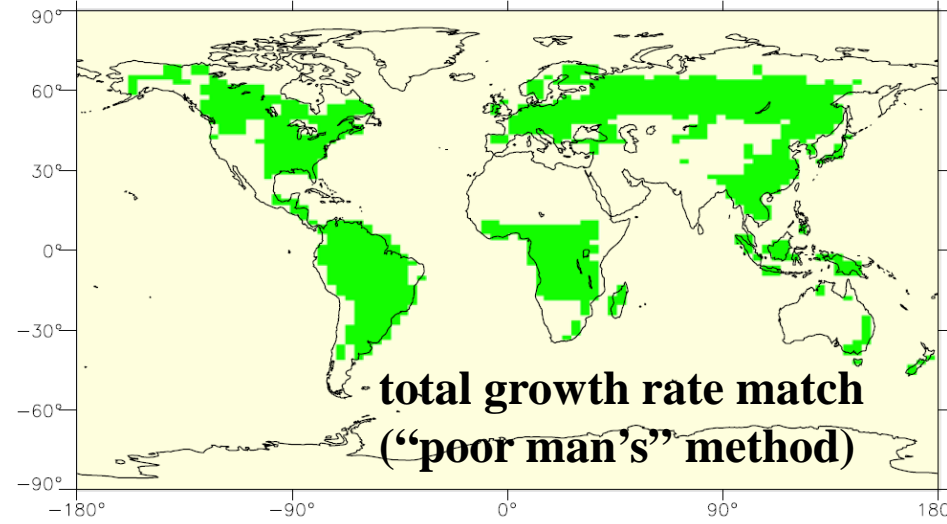 90°
60°
30°
0°
−30°
−60°
−90°
total growth rate match
(“poor man’s” method)
−180° −90° 0° 90° 180